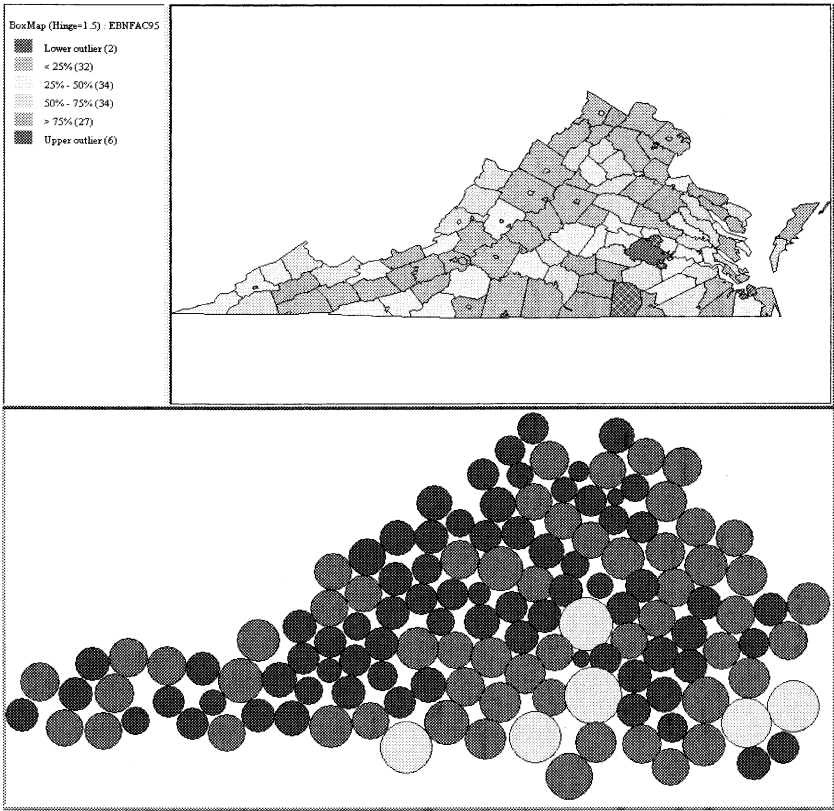 BoxMap (Hinge=1.5) : EBNFAC95
Lower outlier (2)
< 25% (32)
25% - 50% (34)
50% - 75% (34)
> 75% (27)
Upper outlier (6)